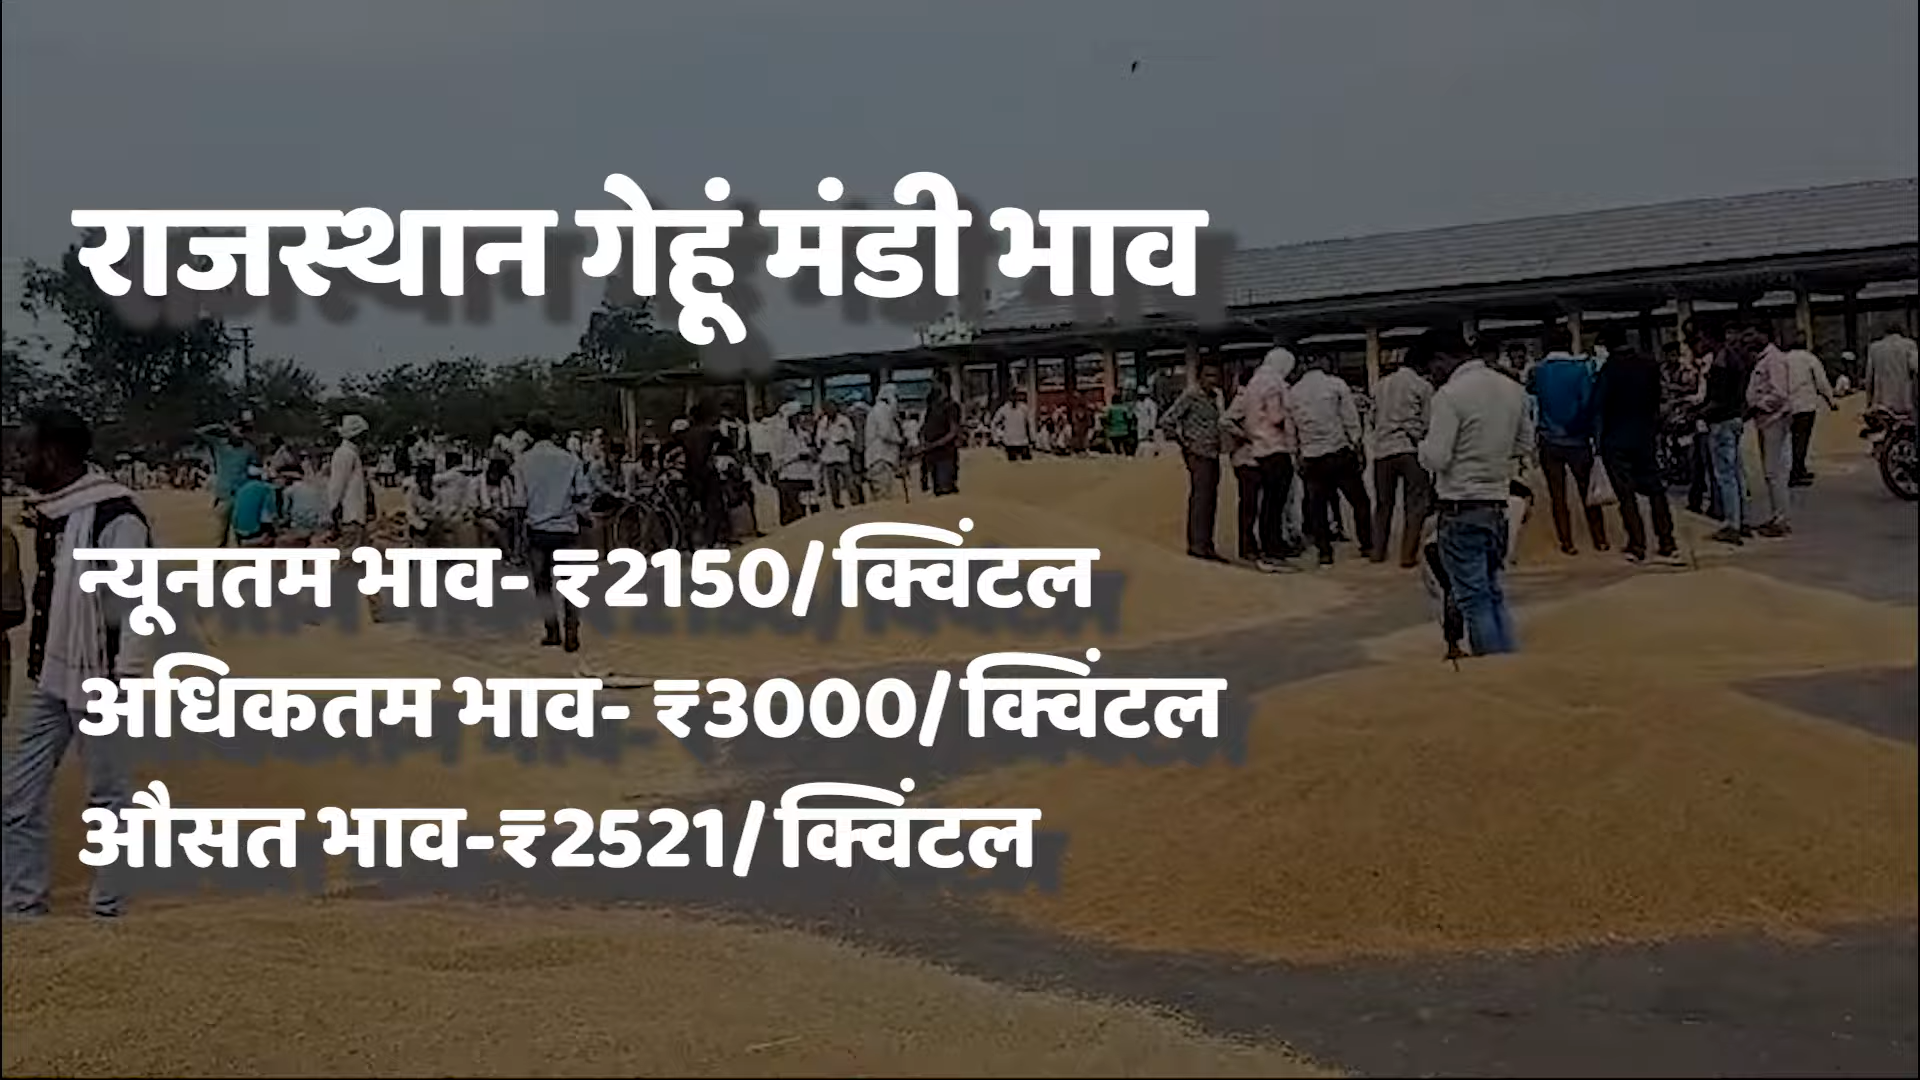 राजस्थान गेहूं मंडी भाव
न्यूनतम भाव- ₹2150/ क्विंटल
अधिकतम भाव- ₹3000/ क्विंटल
औसत भाव-₹2521/ क्विंटल